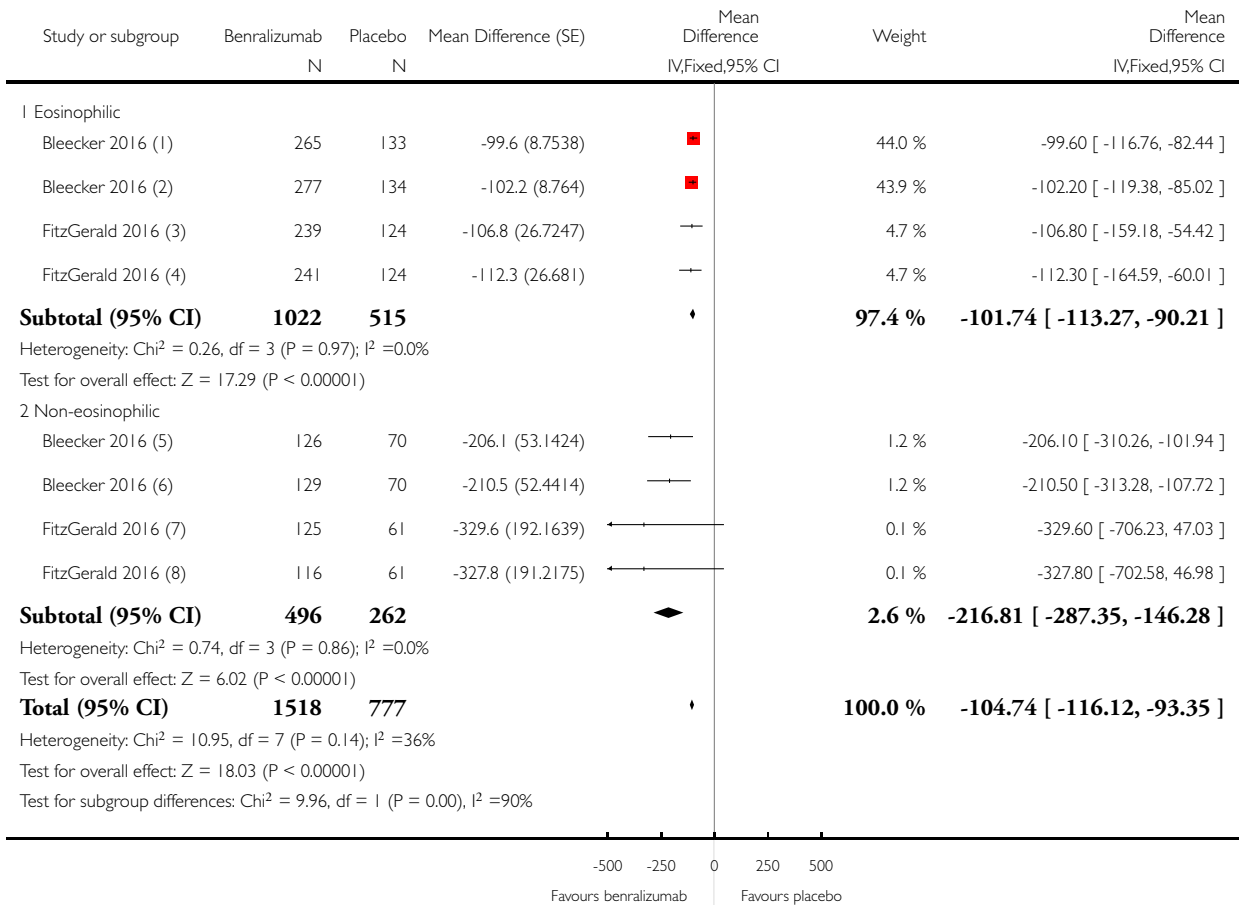 Study or subgroup Benralizumab Placebo Mean Difference (SE) Mean Difference Weight Mean Difference
N N IV,Fixed,95% CI IV,Fixed,95% CI
1 Eosinophilic
Bleecker 2016 (1) 265 133 -99.6 (8.7538) 44.0 % -99.60 [ -116.76, -82.44 ]
Bleecker 2016 (2) 277 134 -102.2 (8.764) 43.9 % -102.20 [ -119.38, -85.02 ]
FitzGerald 2016 (3) 239 124 -106.8 (26.7247) 4.7 % -106.80 [ -159.18, -54.42 ]
FitzGerald 2016 (4) 241 124 -112.3 (26.681) 4.7 % -112.30 [ -164.59, -60.01 ]
Subtotal (95% CI) 1022 515 97.4 % -101.74 [ -113.27, -90.21 ]
Heterogeneity: Chi² = 0.26, df = 3 (P = 0.97); I² =0.0%
Test for overall effect: Z = 17.29 (P < 0.00001)
2 Non-eosinophilic
Bleecker 2016 (5) 126 70 -206.1 (53.1424) 1.2 % -206.10 [ -310.26, -101.94 ]
Bleecker 2016 (6) 129 70 -210.5 (52.4414) 1.2 % -210.50 [ -313.28, -107.72 ]
FitzGerald 2016 (7) 125 61 -329.6 (192.1639) 0.1 % -329.60 [ -706.23, 47.03 ]
FitzGerald 2016 (8) 116 61 -327.8 (191.2175) 0.1 % -327.80 [ -702.58, 46.98 ]
Subtotal (95% CI) 496 262 2.6 % -216.81 [ -287.35, -146.28 ]
Heterogeneity: Chi² = 0.74, df = 3 (P = 0.86); I² =0.0%
Test for overall effect: Z = 6.02 (P < 0.00001)
Total (95% CI) 1518 777 100.0 % -104.74 [ -116.12, -93.35 ]
Heterogeneity: Chi² = 10.95, df = 7 (P = 0.14); I² =36%
Test for overall effect: Z = 18.03 (P < 0.00001)
Test for subgroup differences: Chi² = 9.96, df = 1 (P = 0.00), I² =90%
-500 -250 0 250 500
Favours benralizumab Favours placebo